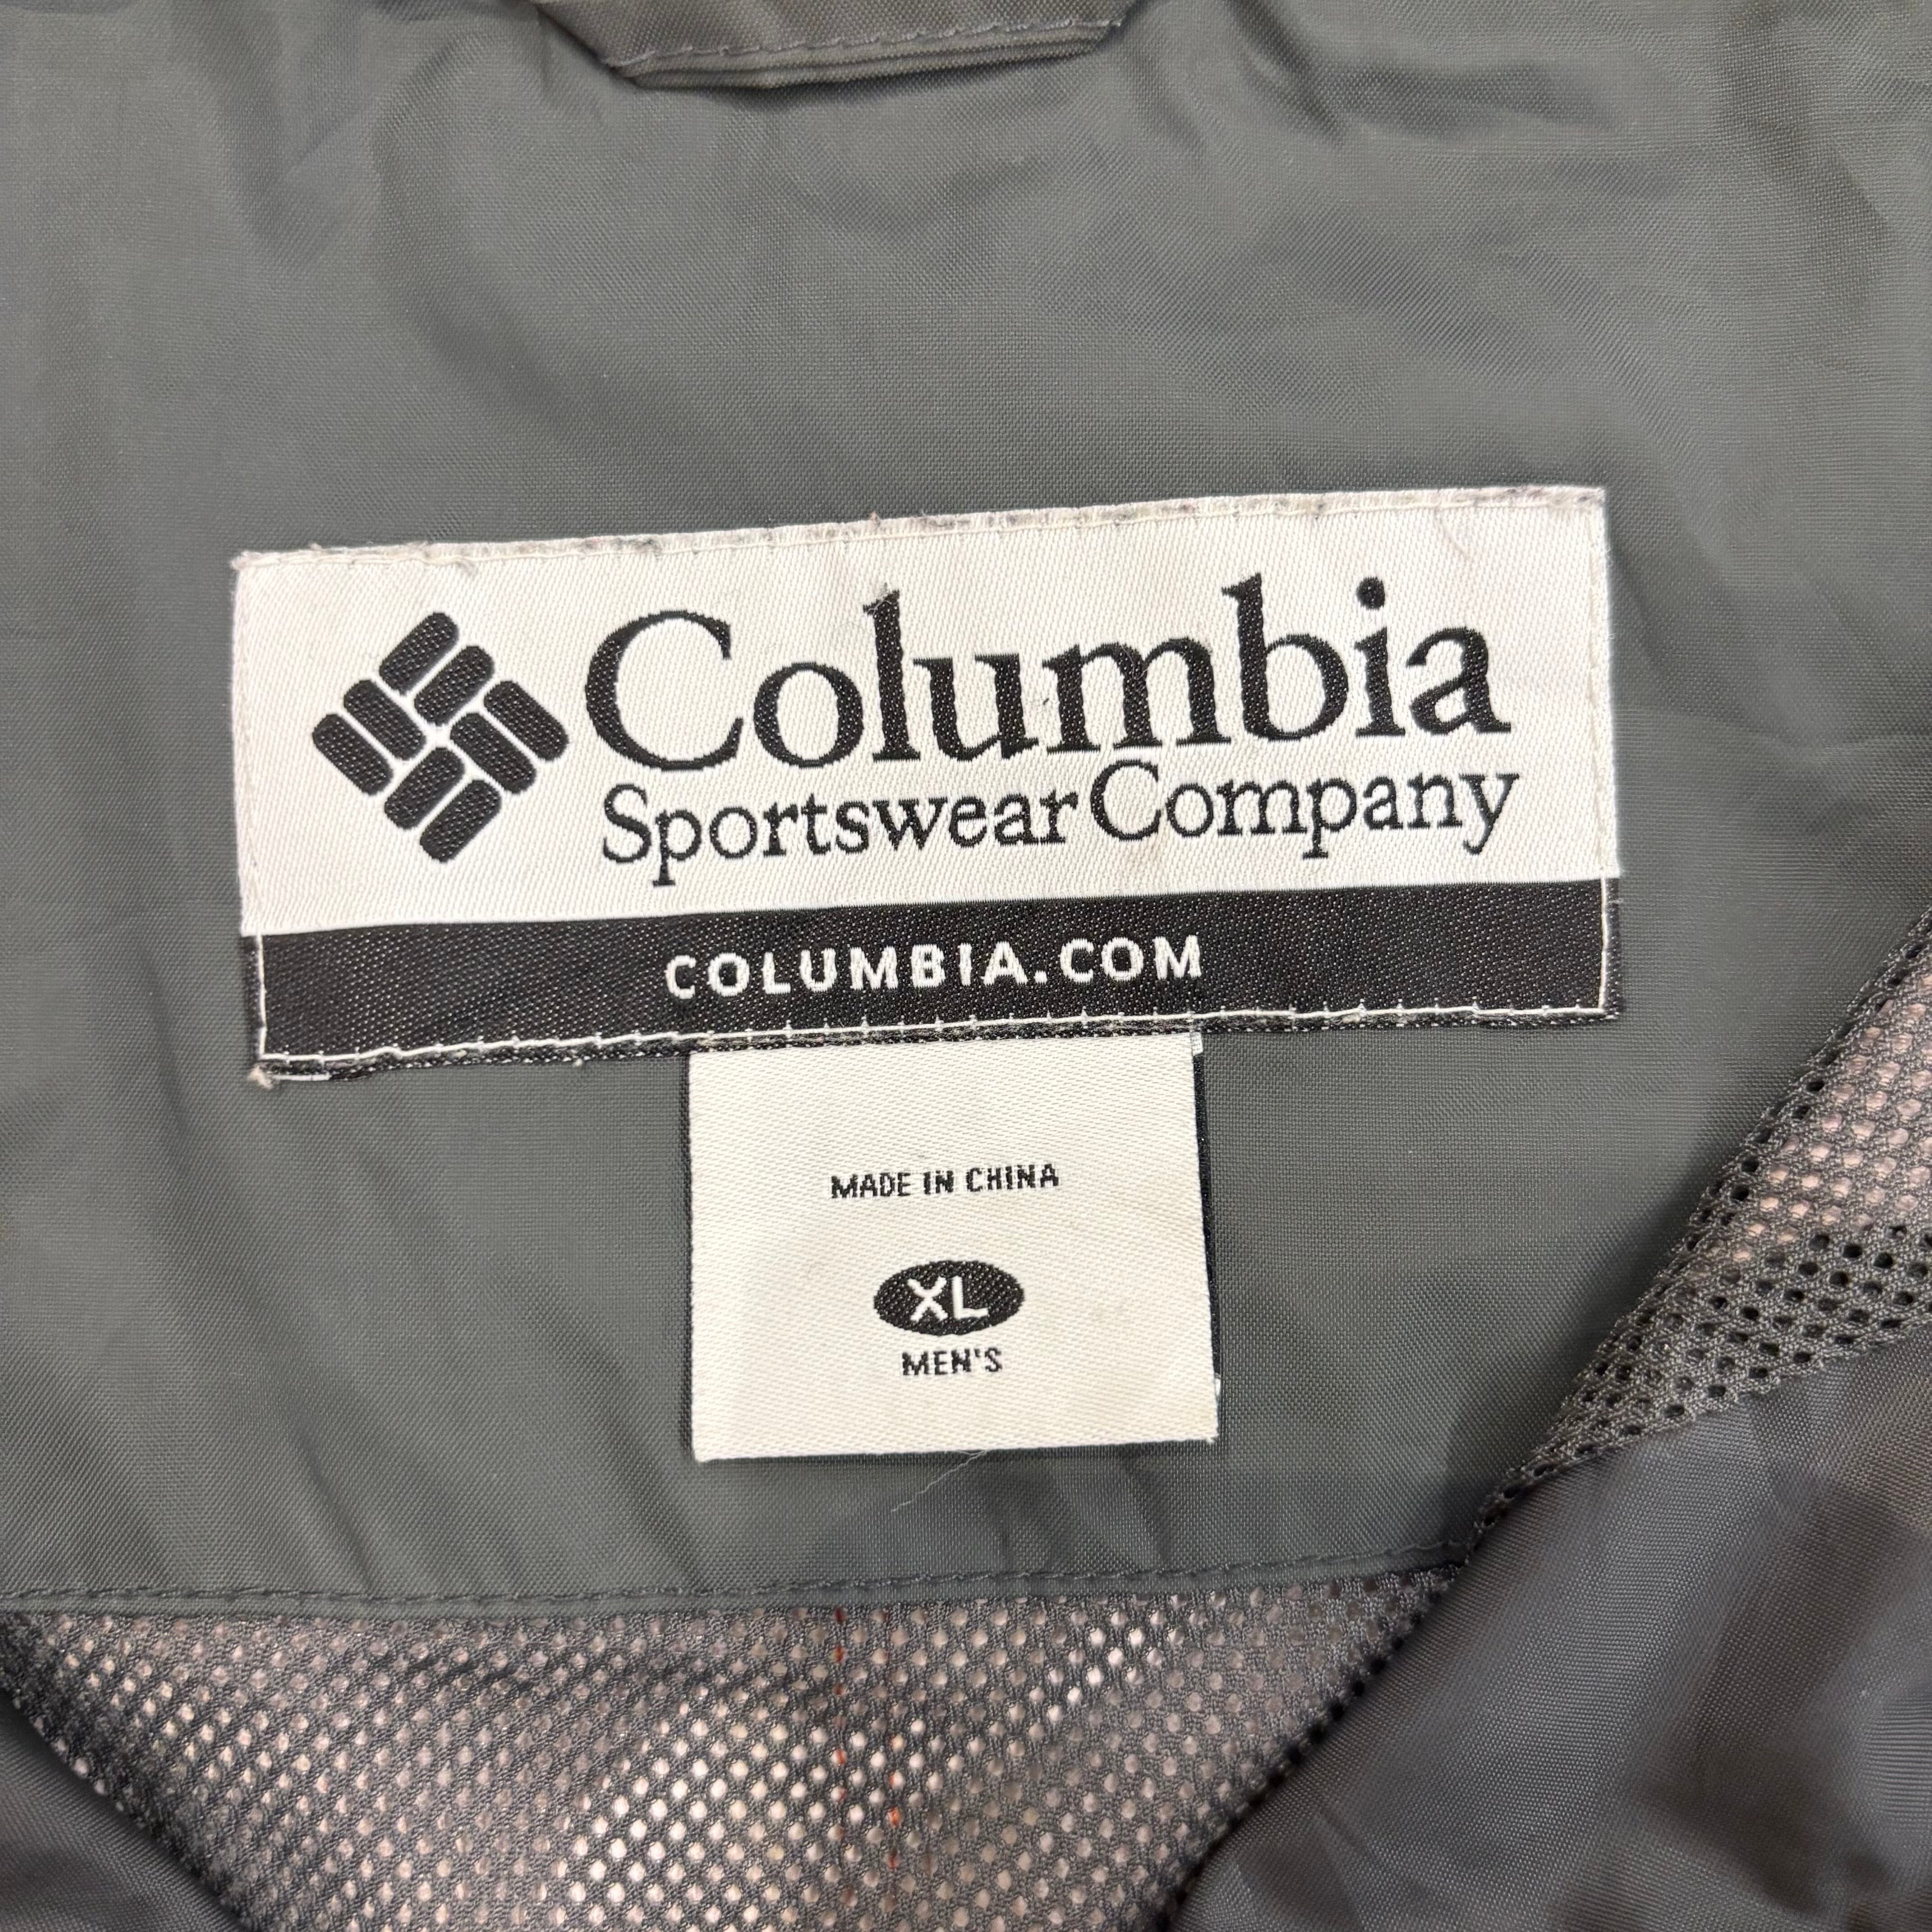 Columbia
Sportswear Company
COLUMBIA.COM
MADE IN CHINA
XL
MEN'S